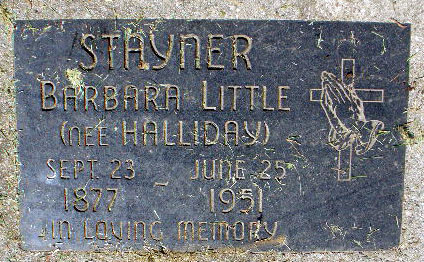 STAYNER
BARBARA LITTLE
(NEE HALLIDAY)
SEPT. 23 - JUNE 25
1877 1951
IN LOVING MEMORY